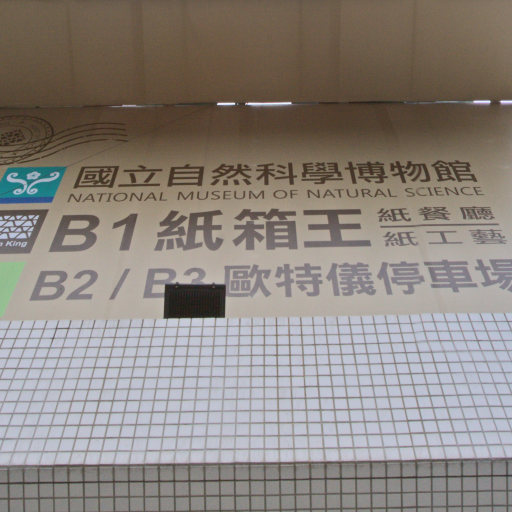 國立自然科學博物館
NATIONAL MUSEUM OF NATURAL SCIENCE
B1 紙箱王 紙餐廳
紙工藝
King
B2 / B3 歐特儀停車場